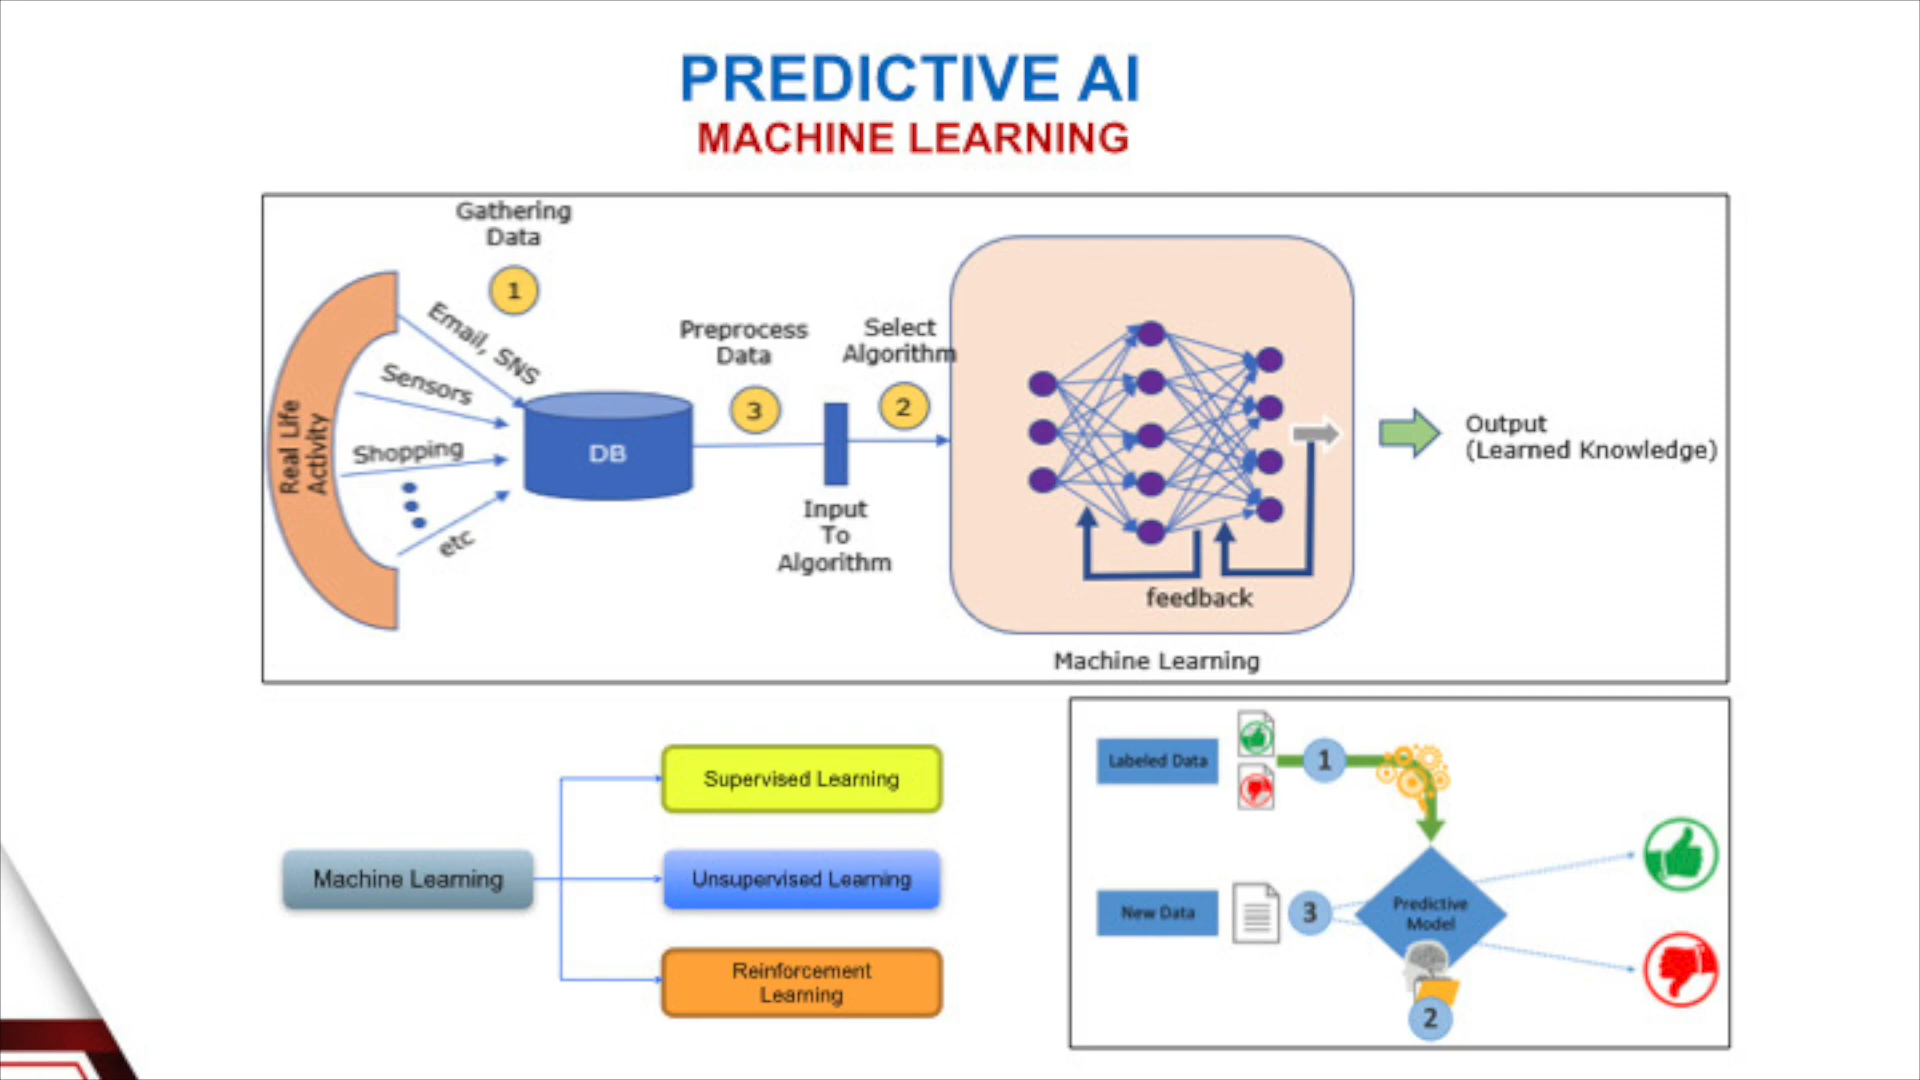 PREDICTIVE AI
MACHINE LEARNING
Gathering
Data
1
Email, SNS
Sensors
Shopping
etc
Real Life
Activity
DB
Preprocess
Data
3
Select
Algorithm
2
Input
To
Algorithm
feedback
Machine Learning
Output
(Learned Knowledge)
Machine Learning
Supervised Learning
Unsupervised Learning
Reinforcement
Learning
Labeled Data
1
New Data
3
Predictive
Model
2